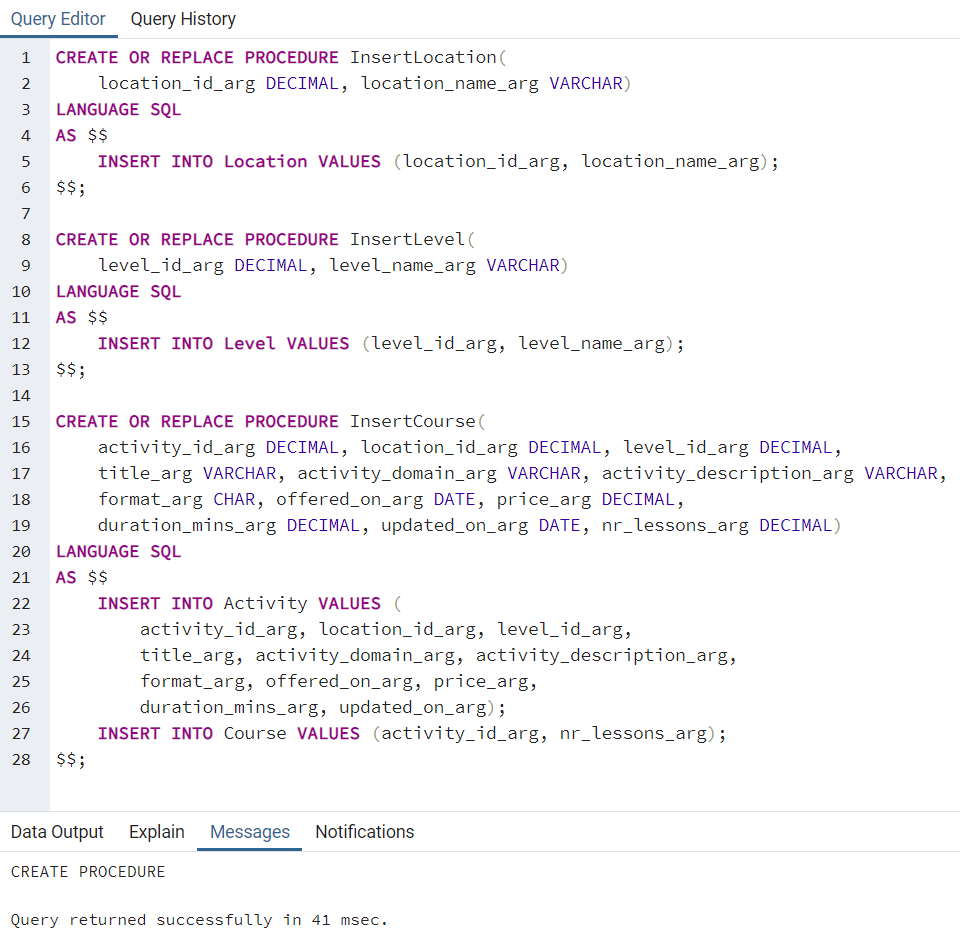 Query Editor Query History
1 CREATE OR REPLACE PROCEDURE InsertLocation(
2 location_id_arg DECIMAL, location_name_arg VARCHAR)
3 LANGUAGE SQL
4 AS $$
5 INSERT INTO Location VALUES (location_id_arg, location_name_arg);
6 $$;
7
8 CREATE OR REPLACE PROCEDURE InsertLevel(
9 level_id_arg DECIMAL, level_name_arg VARCHAR)
10 LANGUAGE SQL
11 AS $$
12 INSERT INTO Level VALUES (level_id_arg, level_name_arg);
13 $$;
14
15 CREATE OR REPLACE PROCEDURE InsertCourse(
16 activity_id_arg DECIMAL, location_id_arg DECIMAL, level_id_arg DECIMAL,
17 title_arg VARCHAR, activity_domain_arg VARCHAR, activity_description_arg VARCHAR,
18 format_arg CHAR, offered_on_arg DATE, price_arg DECIMAL,
19 duration_mins_arg DECIMAL, updated_on_arg DATE, nr_lessons_arg DECIMAL)
20 LANGUAGE SQL
21 AS $$
22 INSERT INTO Activity VALUES (
23 activity_id_arg, location_id_arg, level_id_arg,
24 title_arg, activity_domain_arg, activity_description_arg,
25 format_arg, offered_on_arg, price_arg,
26 duration_mins_arg, updated_on_arg);
27 INSERT INTO Course VALUES (activity_id_arg, nr_lessons_arg);
28 $$;
Data Output Explain Messages Notifications
CREATE PROCEDURE
Query returned successfully in 41 msec.